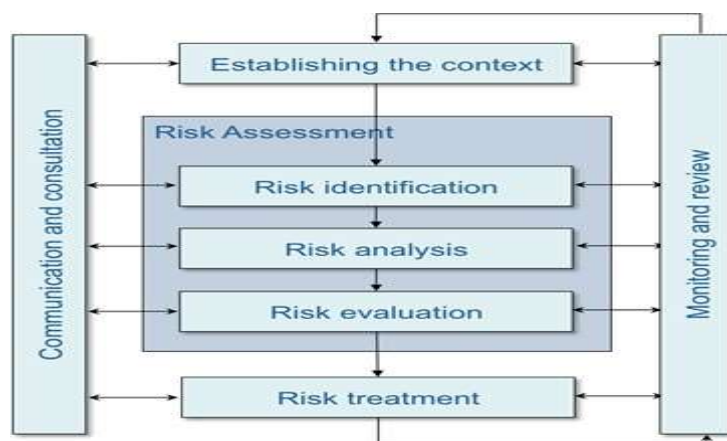 Establishing the context
Communication and consultation
Risk Assessment
Risk identification
Risk analysis
Risk evaluation
Monitoring and review
Risk treatment